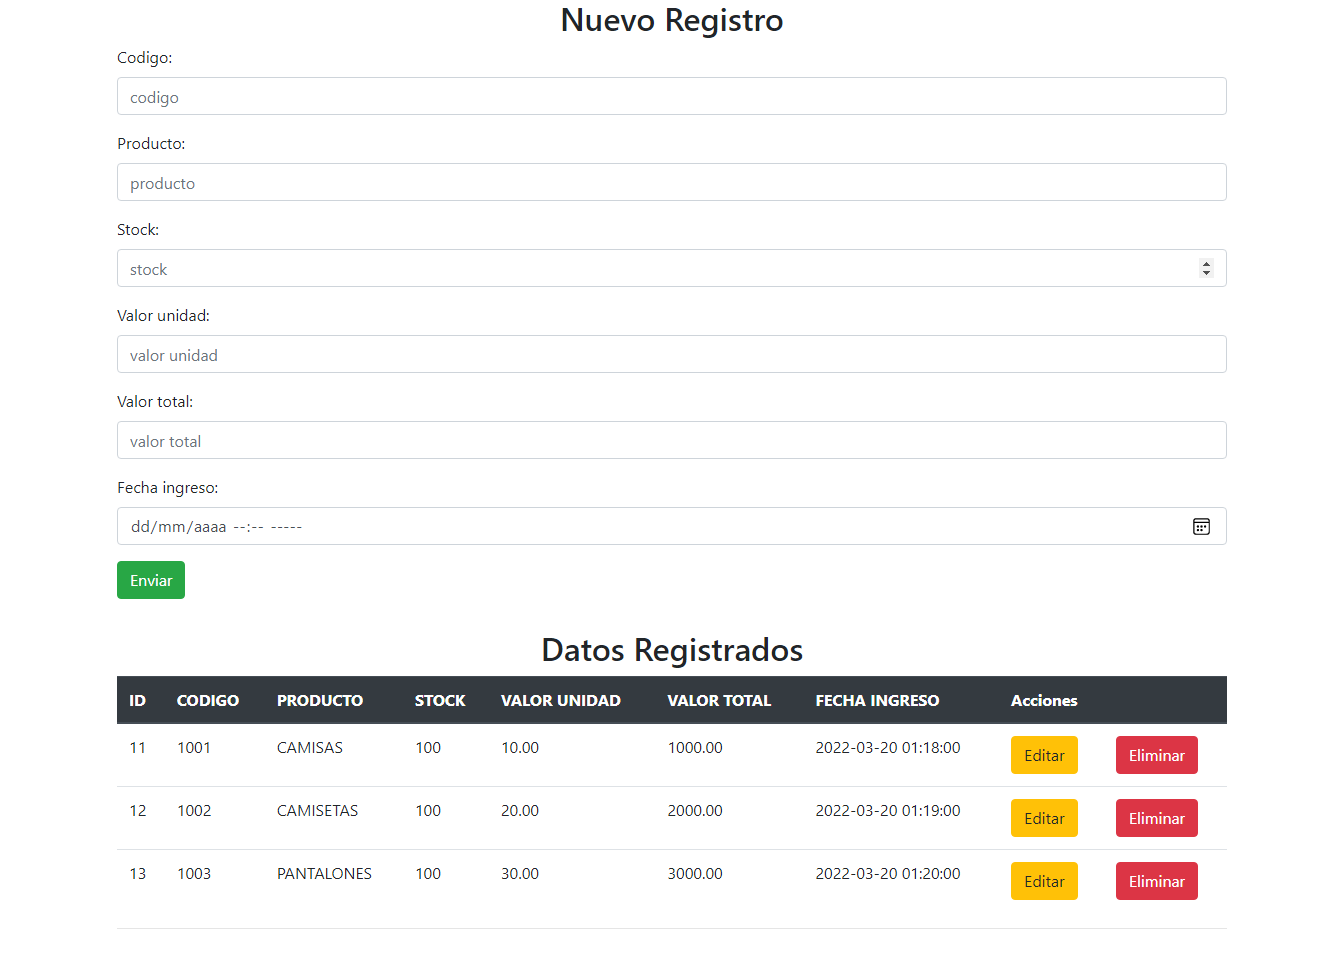 Nuevo Registro
Codigo:
codigo
Producto:
producto
Stock:
stock
Valor unidad:
valor unidad
Valor total:
valor total
Fecha ingreso:
dd/mm/aaaa --:-- -----
Enviar
Datos Registrados
ID CODIGO PRODUCTO STOCK VALOR UNIDAD VALOR TOTAL FECHA INGRESO Acciones
11 1001 CAMISAS 100 10.00 1000.00 2022-03-20 01:18:00 Editar Eliminar
12 1002 CAMISETAS 100 20.00 2000.00 2022-03-20 01:19:00 Editar Eliminar
13 1003 PANTALONES 100 30.00 3000.00 2022-03-20 01:20:00 Editar Eliminar